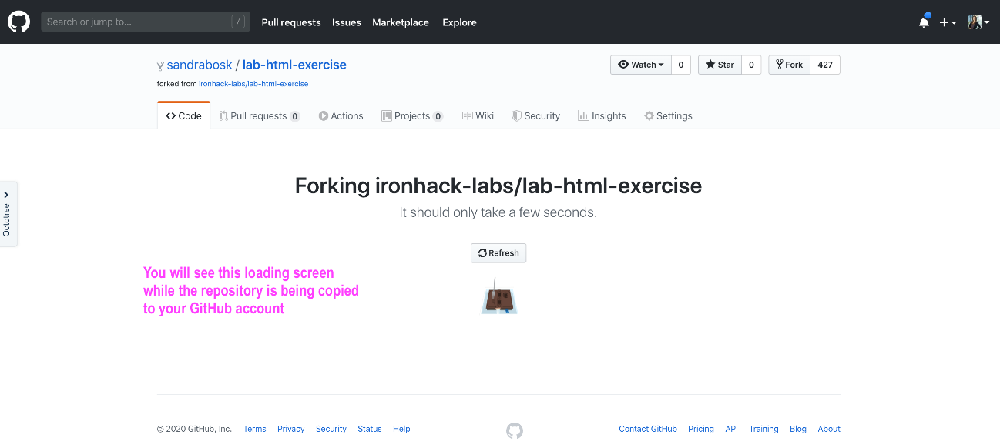 Search or jump to...
/
Pull requests
Issues
Marketplace
Explore
sandrabosk / lab-html-exercise
Watch
0
Star
0
Fork
427
forked from ironhack-labs/lab-html-exercise
Code
Pull requests 0
Actions
Projects 0
Wiki
Security
Insights
Settings
Octotree
Forking ironhack-labs/lab-html-exercise
It should only take a few seconds.
Refresh
You will see this loading screen
while the repository is being copied
to your GitHub account
© 2020 GitHub, Inc.
Terms
Privacy
Security
Status
Help
Contact GitHub
Pricing
API
Training
Blog
About